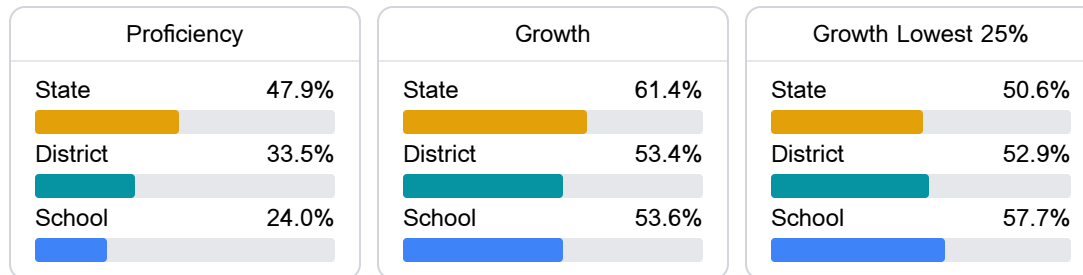 Proficiency
State 47.9%
District 33.5%
School 24.0%
Growth
State 61.4%
District 53.4%
School 53.6%
Growth Lowest 25%
State 50.6%
District 52.9%
School 57.7%